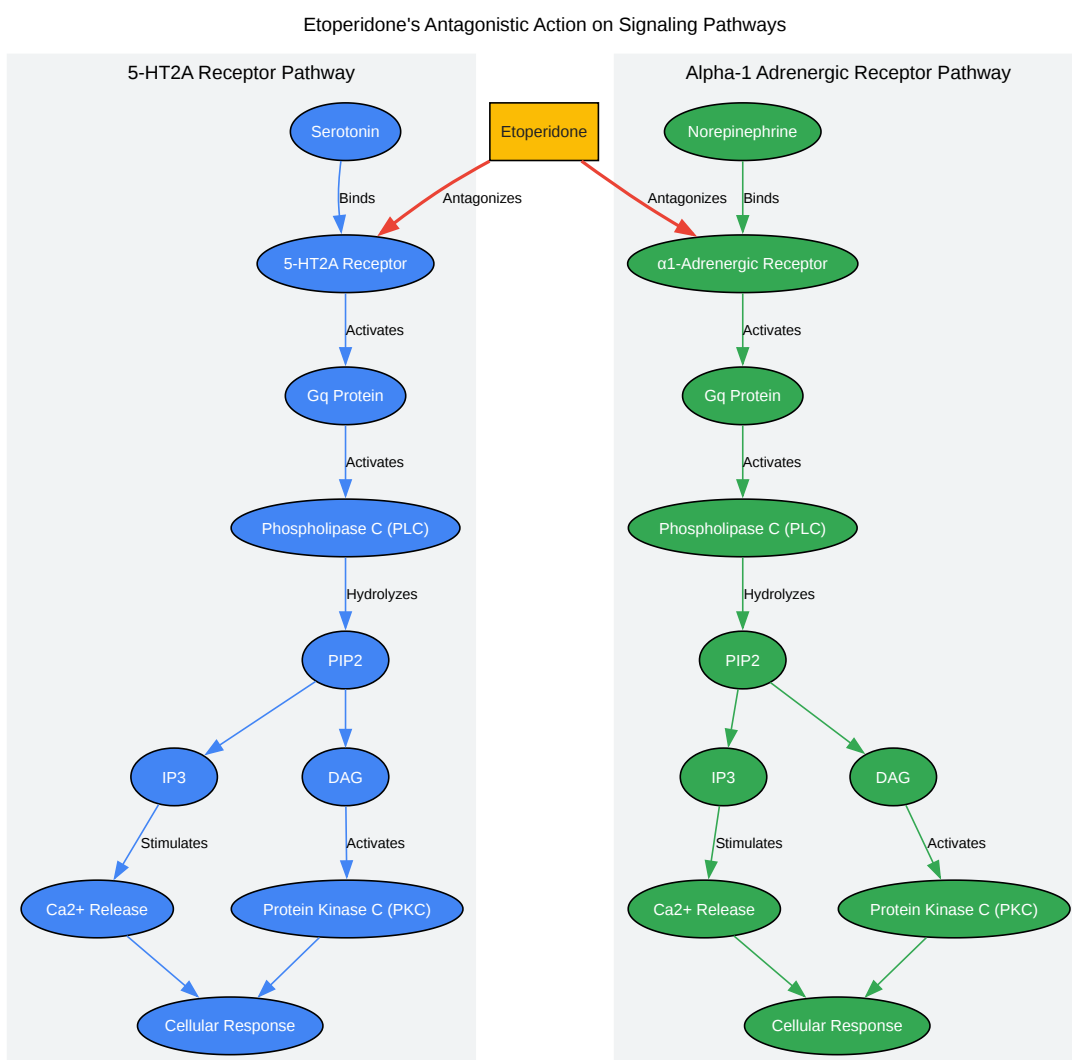 Etoperidone's Antagonistic Action on Signaling Pathways
5-HT2A Receptor Pathway
Serotonin
Binds
5-HT2A Receptor
Activates
Gq Protein
Activates
Phospholipase C (PLC)
Hydrolyzes
PIP2
IP3
DAG
Stimulates
Activates
Ca2+ Release
Protein Kinase C (PKC)
Cellular Response
Etoperidone
Antagonizes
Antagonizes
Alpha-1 Adrenergic Receptor Pathway
Norepinephrine
Binds
α1-Adrenergic Receptor
Activates
Gq Protein
Activates
Phospholipase C (PLC)
Hydrolyzes
PIP2
IP3
DAG
Stimulates
Activates
Ca2+ Release
Protein Kinase C (PKC)
Cellular Response